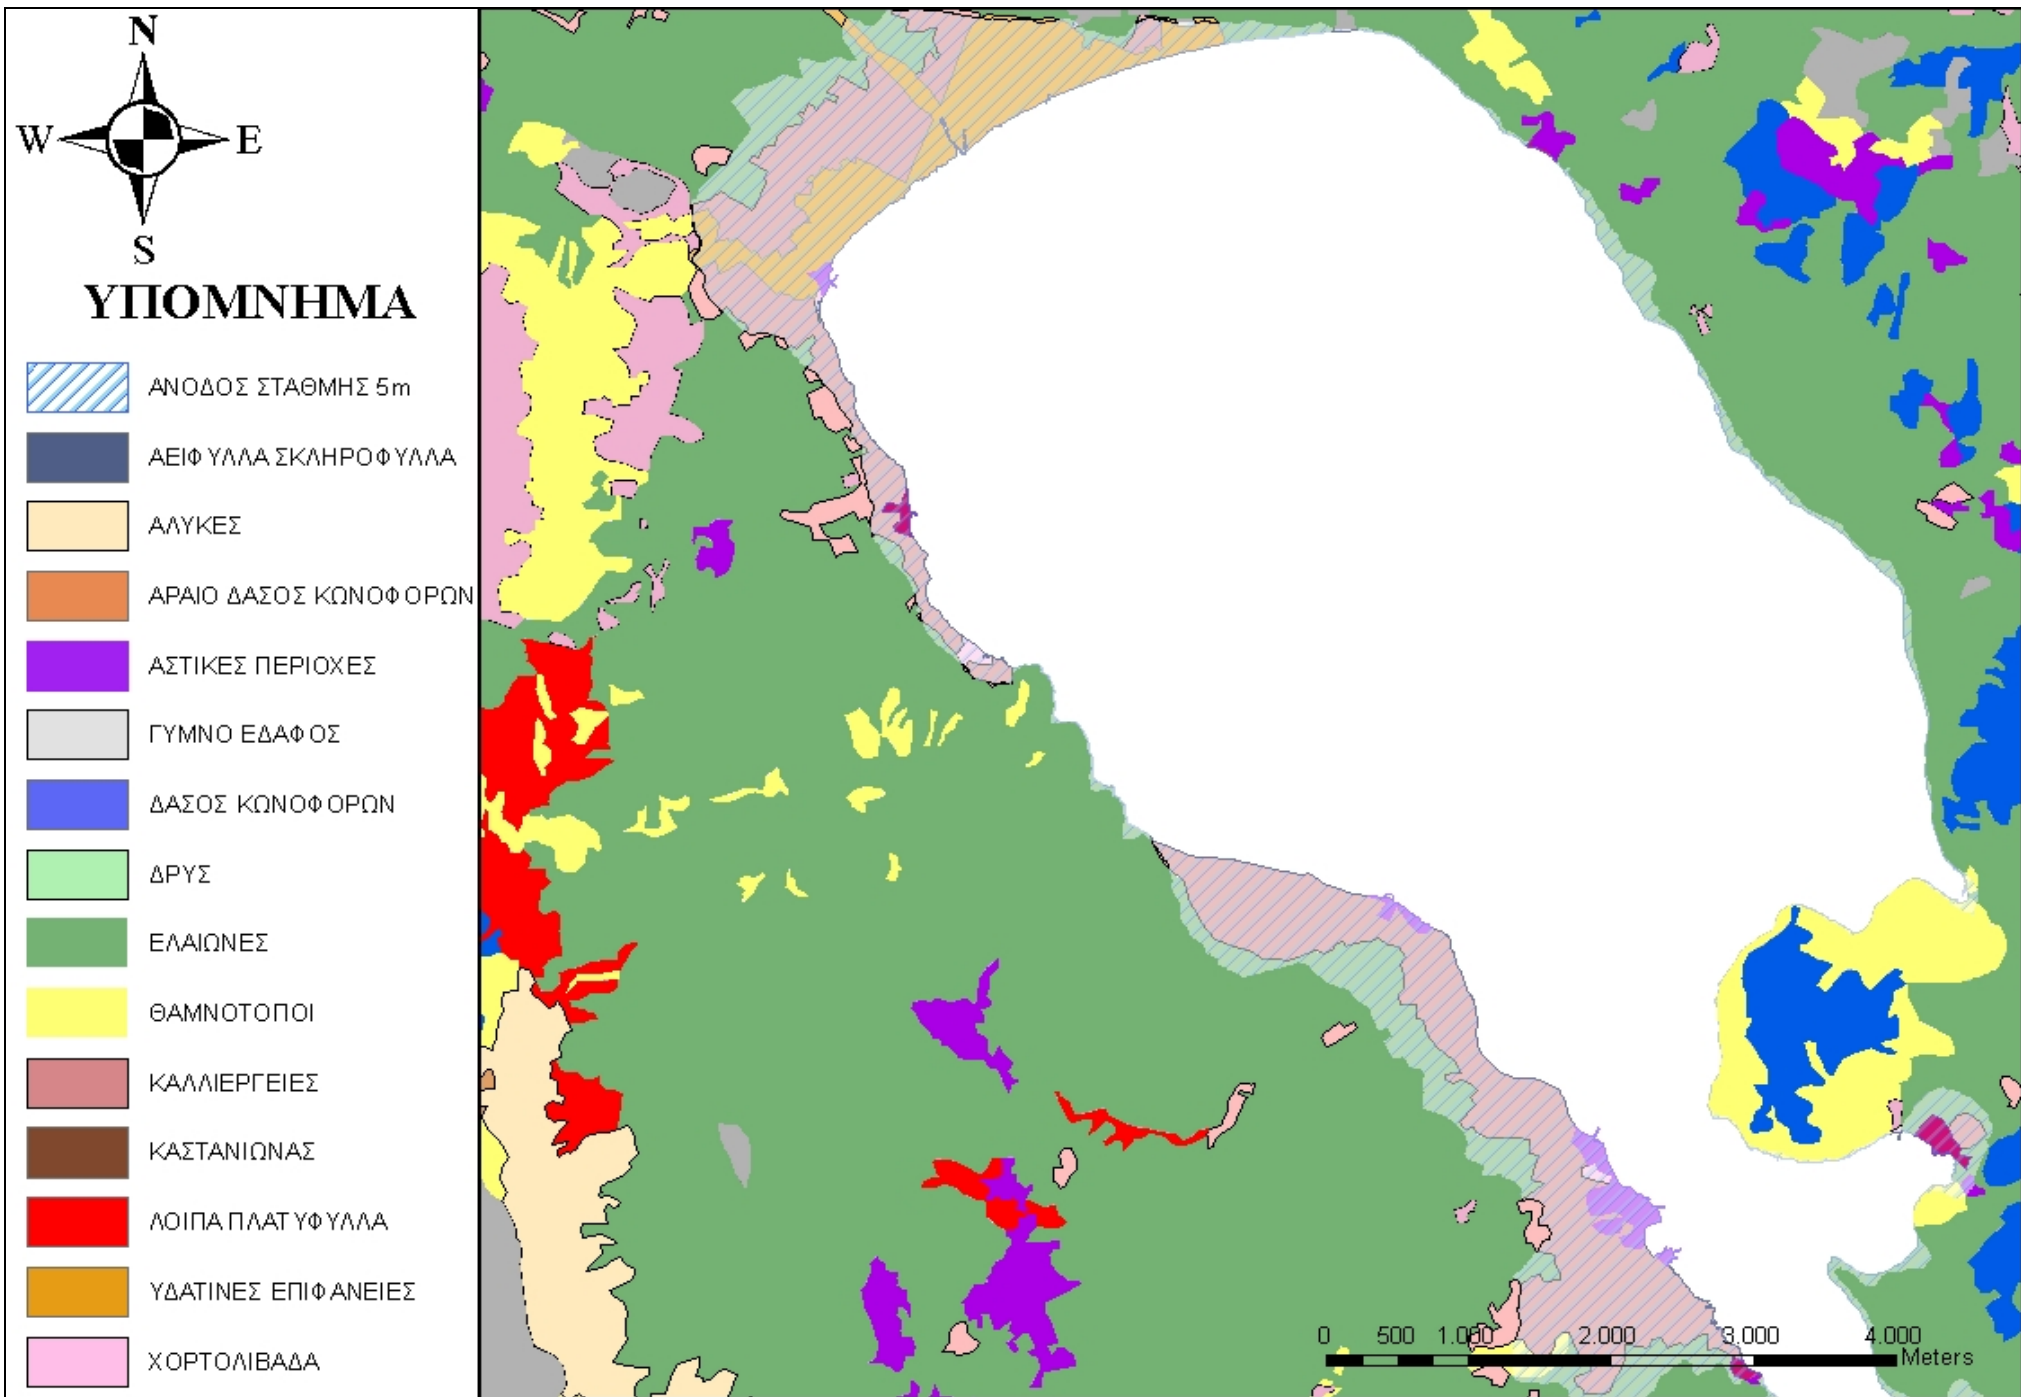 N
W E
S
ΥΠΟΜΝΗΜΑ
ΑΝΟΔΟΣ ΣΤΑΘΜΗΣ 5m
ΑΕΙΦΥΛΛΑ ΣΚΛΗΡΟΦΥΛΛΑ
ΑΛΥΚΕΣ
ΑΡΑΙΟ ΔΑΣΟΣ ΚΩΝΟΦΟΡΩΝ
ΑΣΤΙΚΕΣ ΠΕΡΙΟΧΕΣ
ΓΥΜΝΟ ΕΔΑΦΟΣ
ΔΑΣΟΣ ΚΩΝΟΦΟΡΩΝ
ΔΡΥΣ
ΕΛΑΙΩΝΕΣ
ΘΑΜΝΟΤΟΠΟΙ
ΚΑΛΛΙΕΡΓΕΙΕΣ
ΚΑΣΤΑΝΙΩΝΑΣ
ΛΟΙΠΑ ΠΛΑΤΥΦΥΛΛΑ
ΥΔΑΤΙΝΕΣ ΕΠΙΦΑΝΕΙΕΣ
ΧΟΡΤΟΛΙΒΑΔΑ
0 500 1.000 2.000 3.000 4.000
Meters